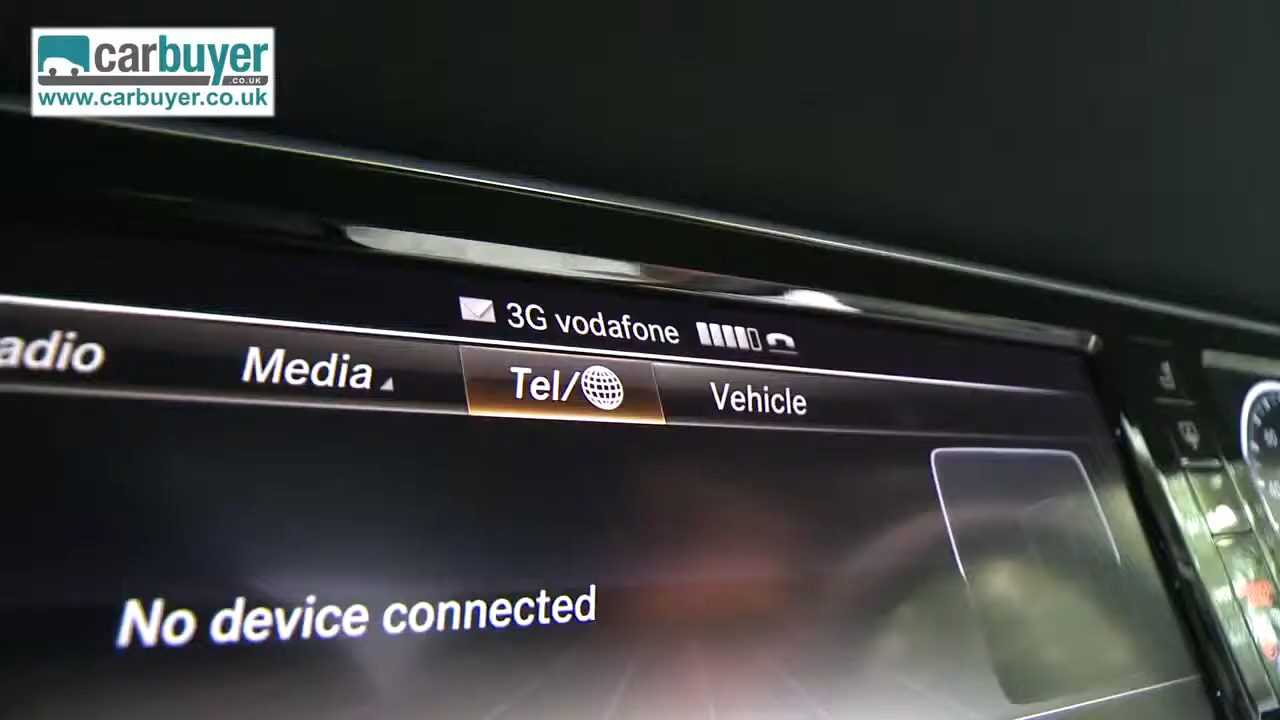 carbuyer
.CO.UK
www.carbuyer.co.uk
3G vodafone
adio Media Tel/ Vehicle
No device connected